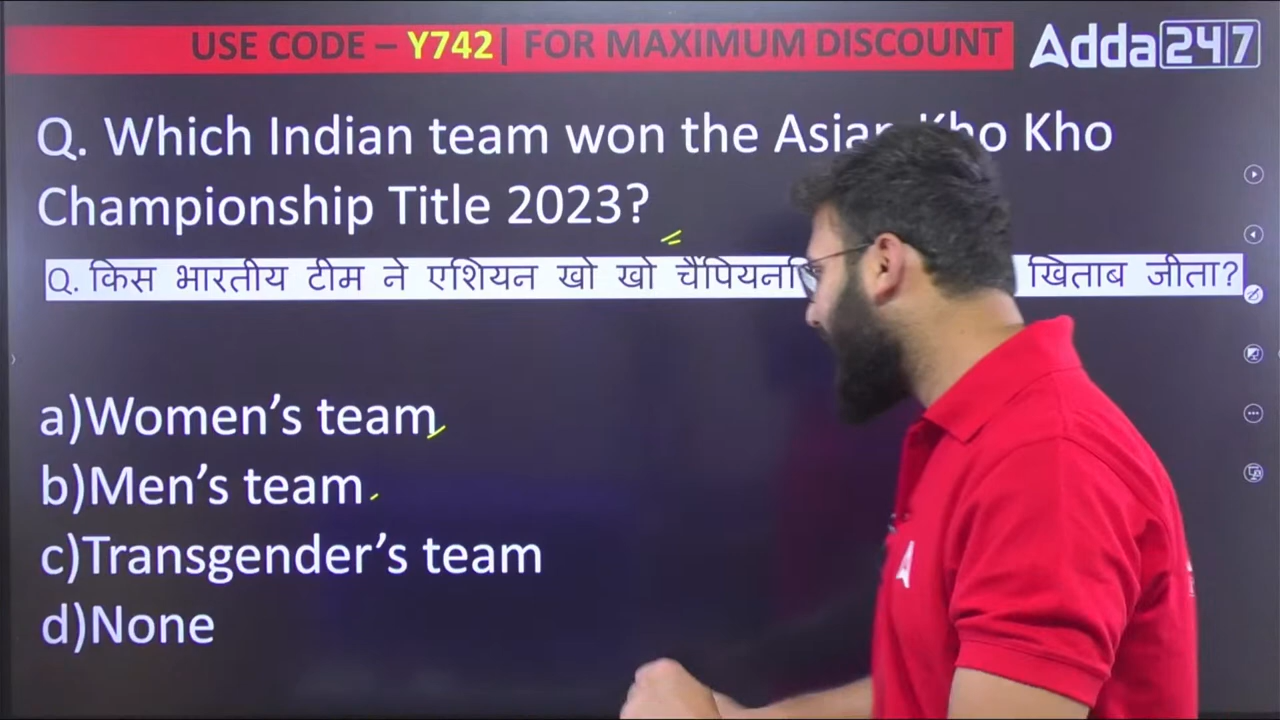 USE CODE – Y742| FOR MAXIMUM DISCOUNT
Adda247
Q. Which Indian team won the Asian Kho Kho
Championship Title 2023?
Q. किस भारतीय टीम ने एशियन खो खो खिताब जीता?
a)Women’s team
b)Men’s team
c)Transgender’s team
d)None